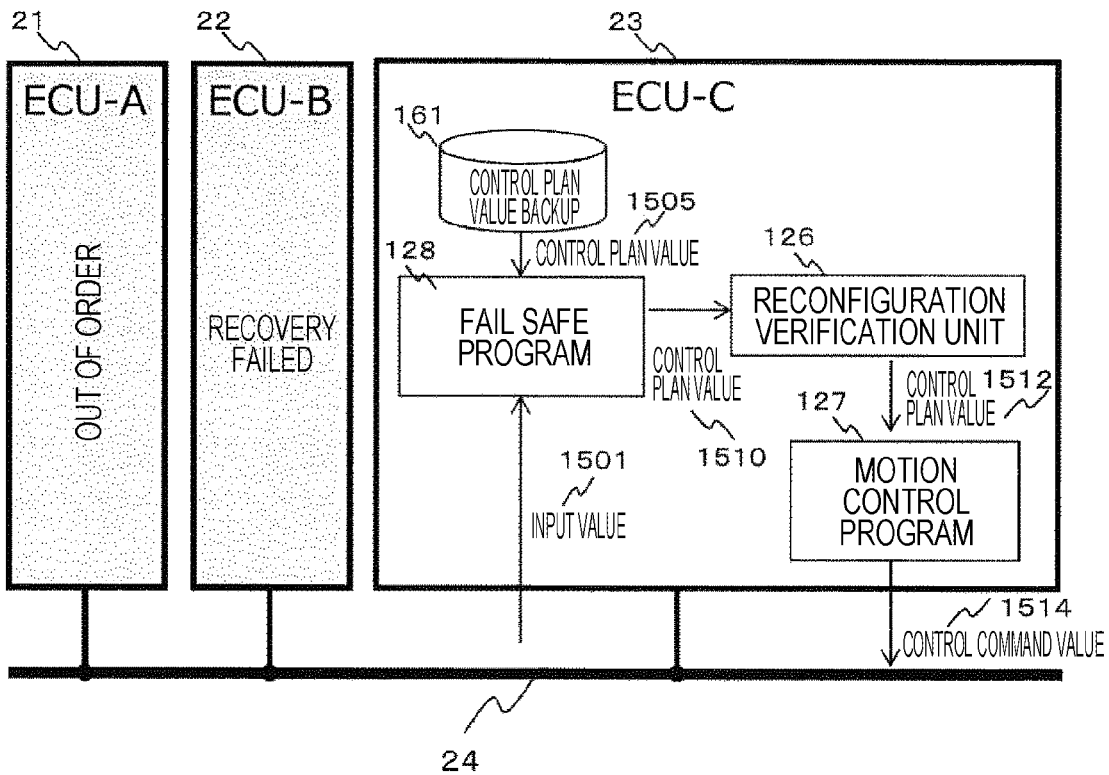 21
22
23
ECU-A
ECU-B
ECU-C
161
CONTROL PLAN
VALUE BACKUP
1505
CONTROL PLAN VALUE
128
126
FAIL SAFE
PROGRAM
RECONFIGURATION
VERIFICATION UNIT
OUT OF ORDER
RECOVERY
FAILED
CONTROL
PLAN VALUE
1510
CONTROL
PLAN VALUE
1512
127
1501
INPUT VALUE
MOTION
CONTROL
PROGRAM
1514
CONTROL COMMAND VALUE
24